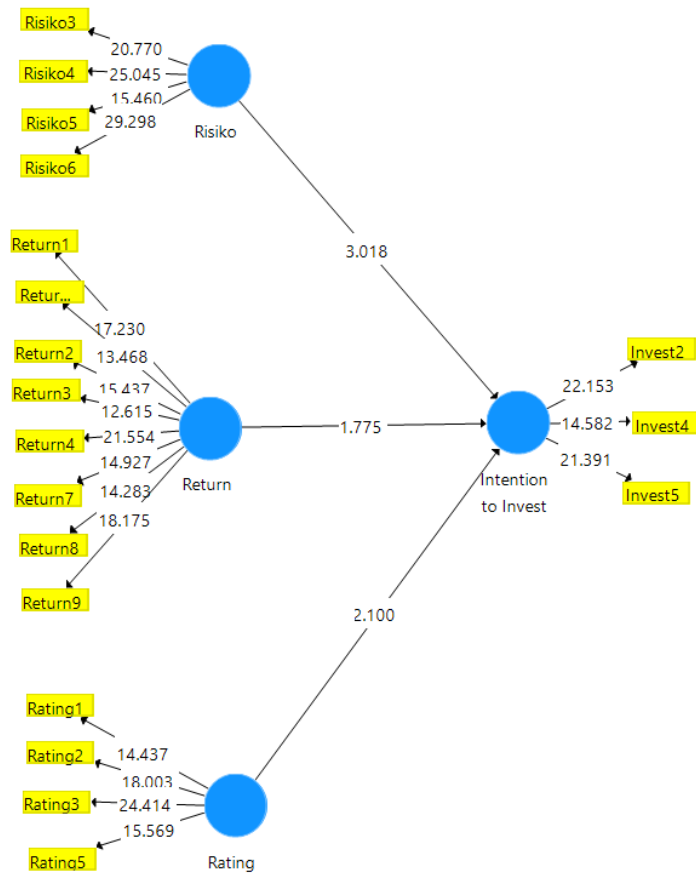 Risiko3
20.770
Risiko4
25.045
15.460
Risiko5
29.298
Risiko6
Risiko
3.018
Return1
Retur...
17.230
Return2
13.468
15.437
Return3
12.615
21.554
Return4
14.927
Return7
14.283
18.175
Return8
Return9
Return
1.775
Invest2
22.153
14.582
Invest4
21.391
Invest5
Intention
to Invest
2.100
Rating1
14.437
Rating2
18.003
Rating3
24.414
15.569
Rating5
Rating